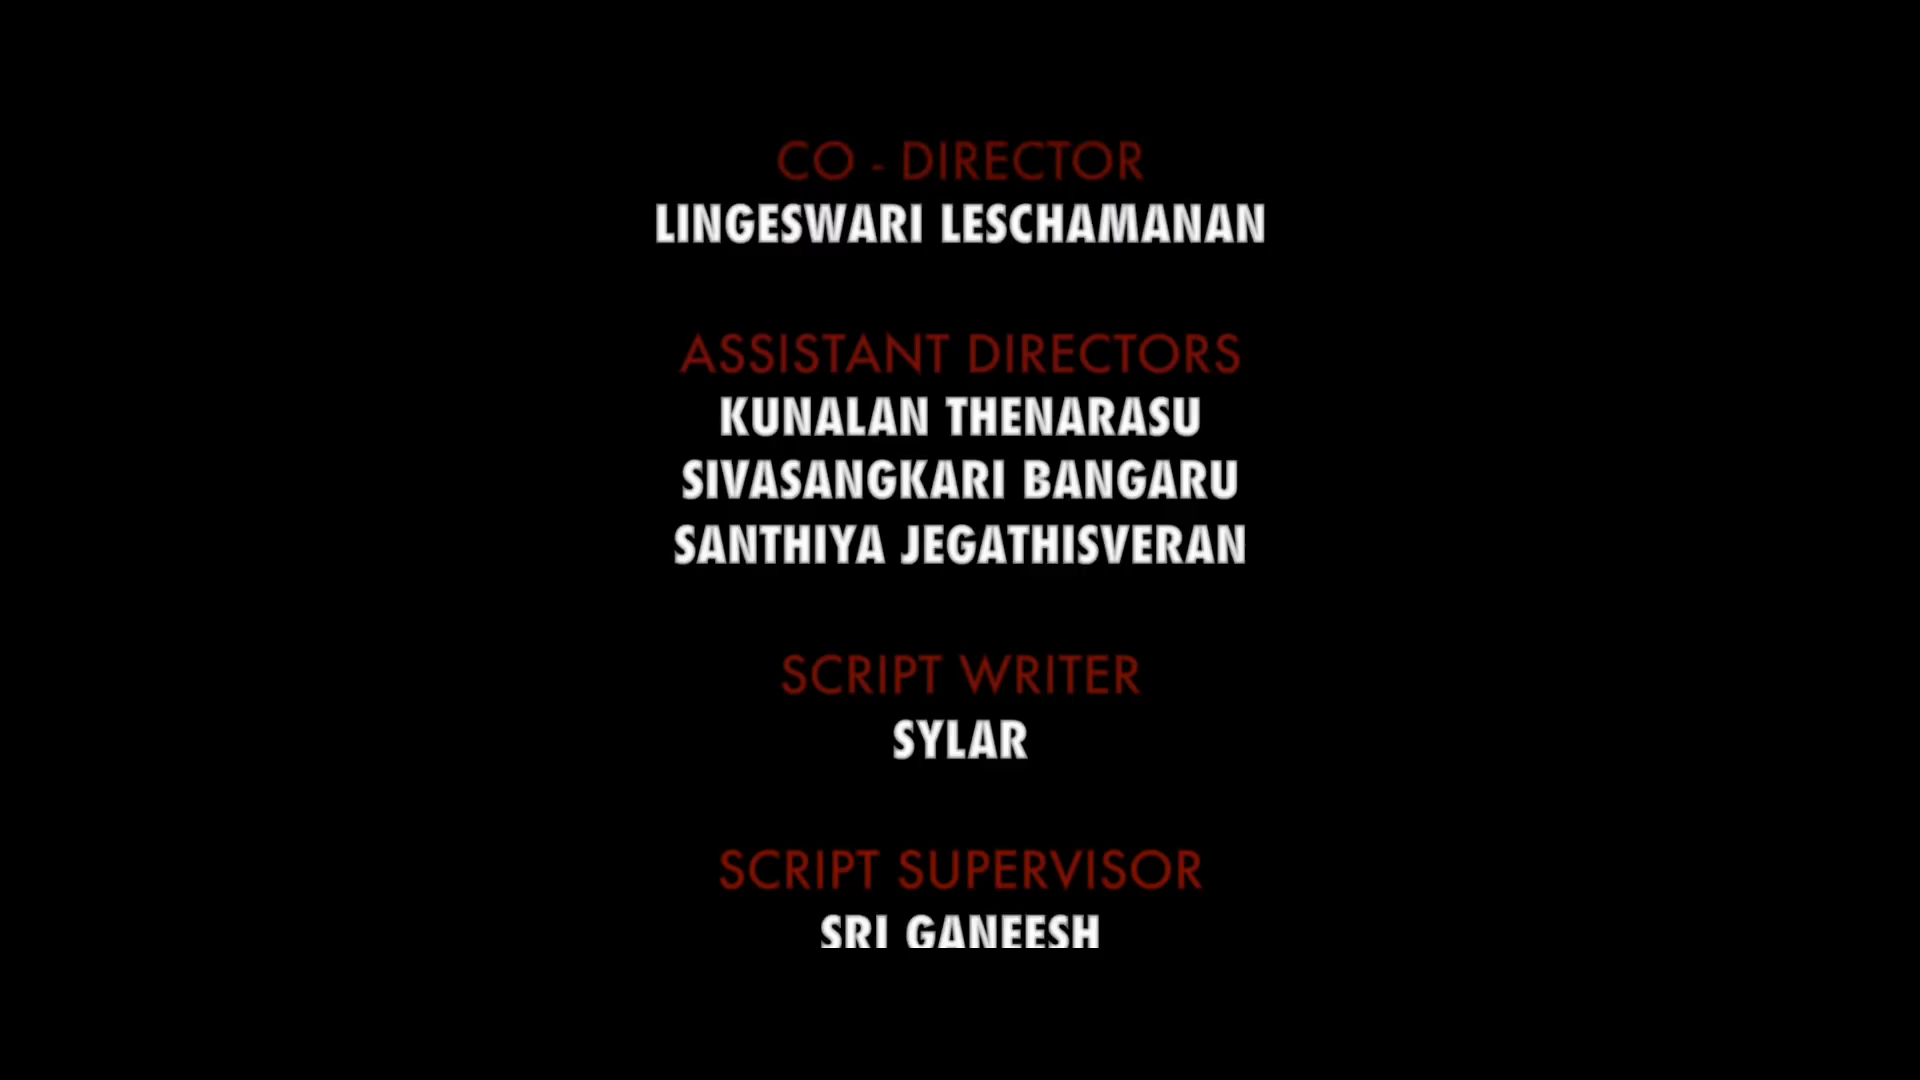 CO - DIRECTOR
LINGESWARI LESCHAMANAN
ASSISTANT DIRECTORS
KUNALAN THENARASU
SIVASANGKARI BANGARU
SANTHIYA JEGATHISVERAN
SCRIPT WRITER
SYLAR
SCRIPT SUPERVISOR
SRI GANEESH